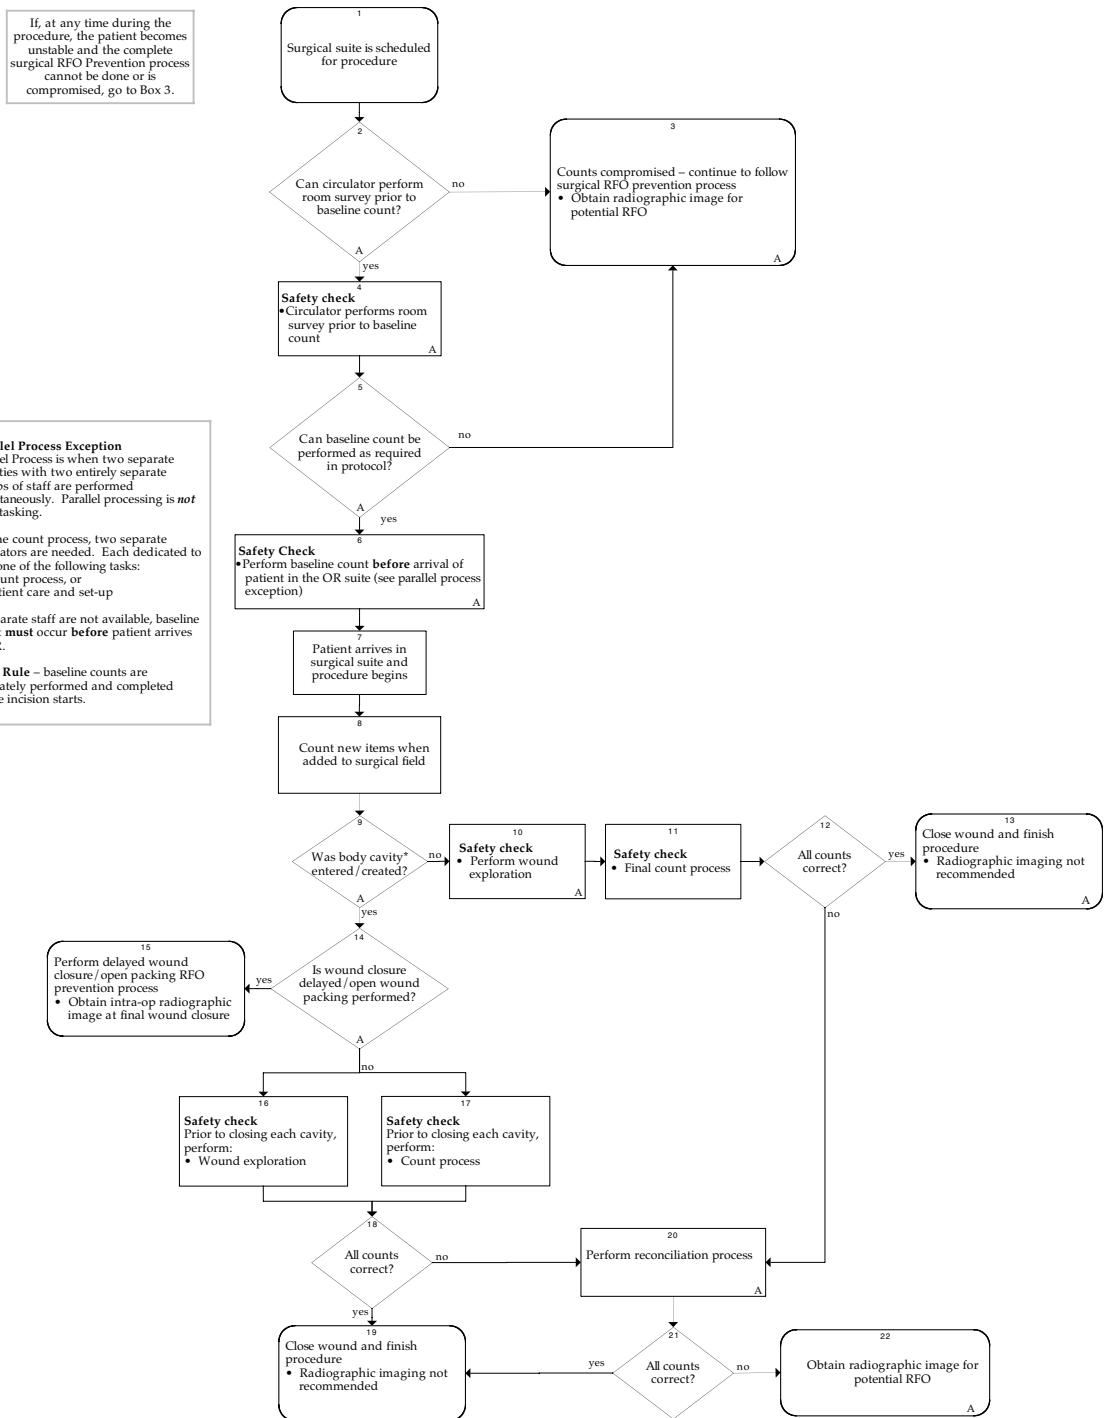 If, at any time during the
procedure, the patient becomes
unstable and the complete
surgical RFO Prevention process
cannot be done or is
compromised, go to Box 3.
1
Surgical suite is scheduled
for procedure
2
Can circulator perform
room survey prior to
baseline count?
A
no
yes
3
Counts compromised – continue to follow
surgical RFO prevention process
• Obtain radiographic image for
potential RFO
A
4
Safety check
•Circulator performs room
survey prior to baseline
count
A
5
Can baseline count be
performed as required
in protocol?
A
no
yes
lel Process Exception
el Process is when two separate
ties with two entirely separate
ps of staff are performed
taneously. Parallel processing is not
tasking.
ne count process, two separate
ators are needed. Each dedicated to
one of the following tasks:
unt process, or
tient care and set-up
arate staff are not available, baseline
t must occur before patient arrives
R.
Rule – baseline counts are
ately performed and completed
e incision starts.
6
Safety Check
•Perform baseline count before arrival of
patient in the OR suite (see parallel process
exception)
A
7
Patient arrives in
surgical suite and
procedure begins
8
Count new items when
added to surgical field
9
Was body cavity*
entered/created?
A
no
yes
10
Safety check
• Perform wound
exploration
A
11
Safety check
• Final count process
12
All counts
correct?
yes
no
13
Close wound and finish
procedure
• Radiographic imaging not
recommended
A
14
Is wound closure
delayed/open wound
packing performed?
A
yes
no
15
Perform delayed wound
closure/open packing RFO
prevention process
• Obtain intra-op radiographic
image at final wound closure
16
Safety check
Prior to closing each cavity,
perform:
• Wound exploration
17
Safety check
Prior to closing each cavity,
perform:
• Count process
18
All counts
correct?
no
yes
19
Close wound and finish
procedure
• Radiographic imaging not
recommended
20
Perform reconciliation process
A
21
All counts
correct?
yes
no
22
Obtain radiographic image for
potential RFO
A